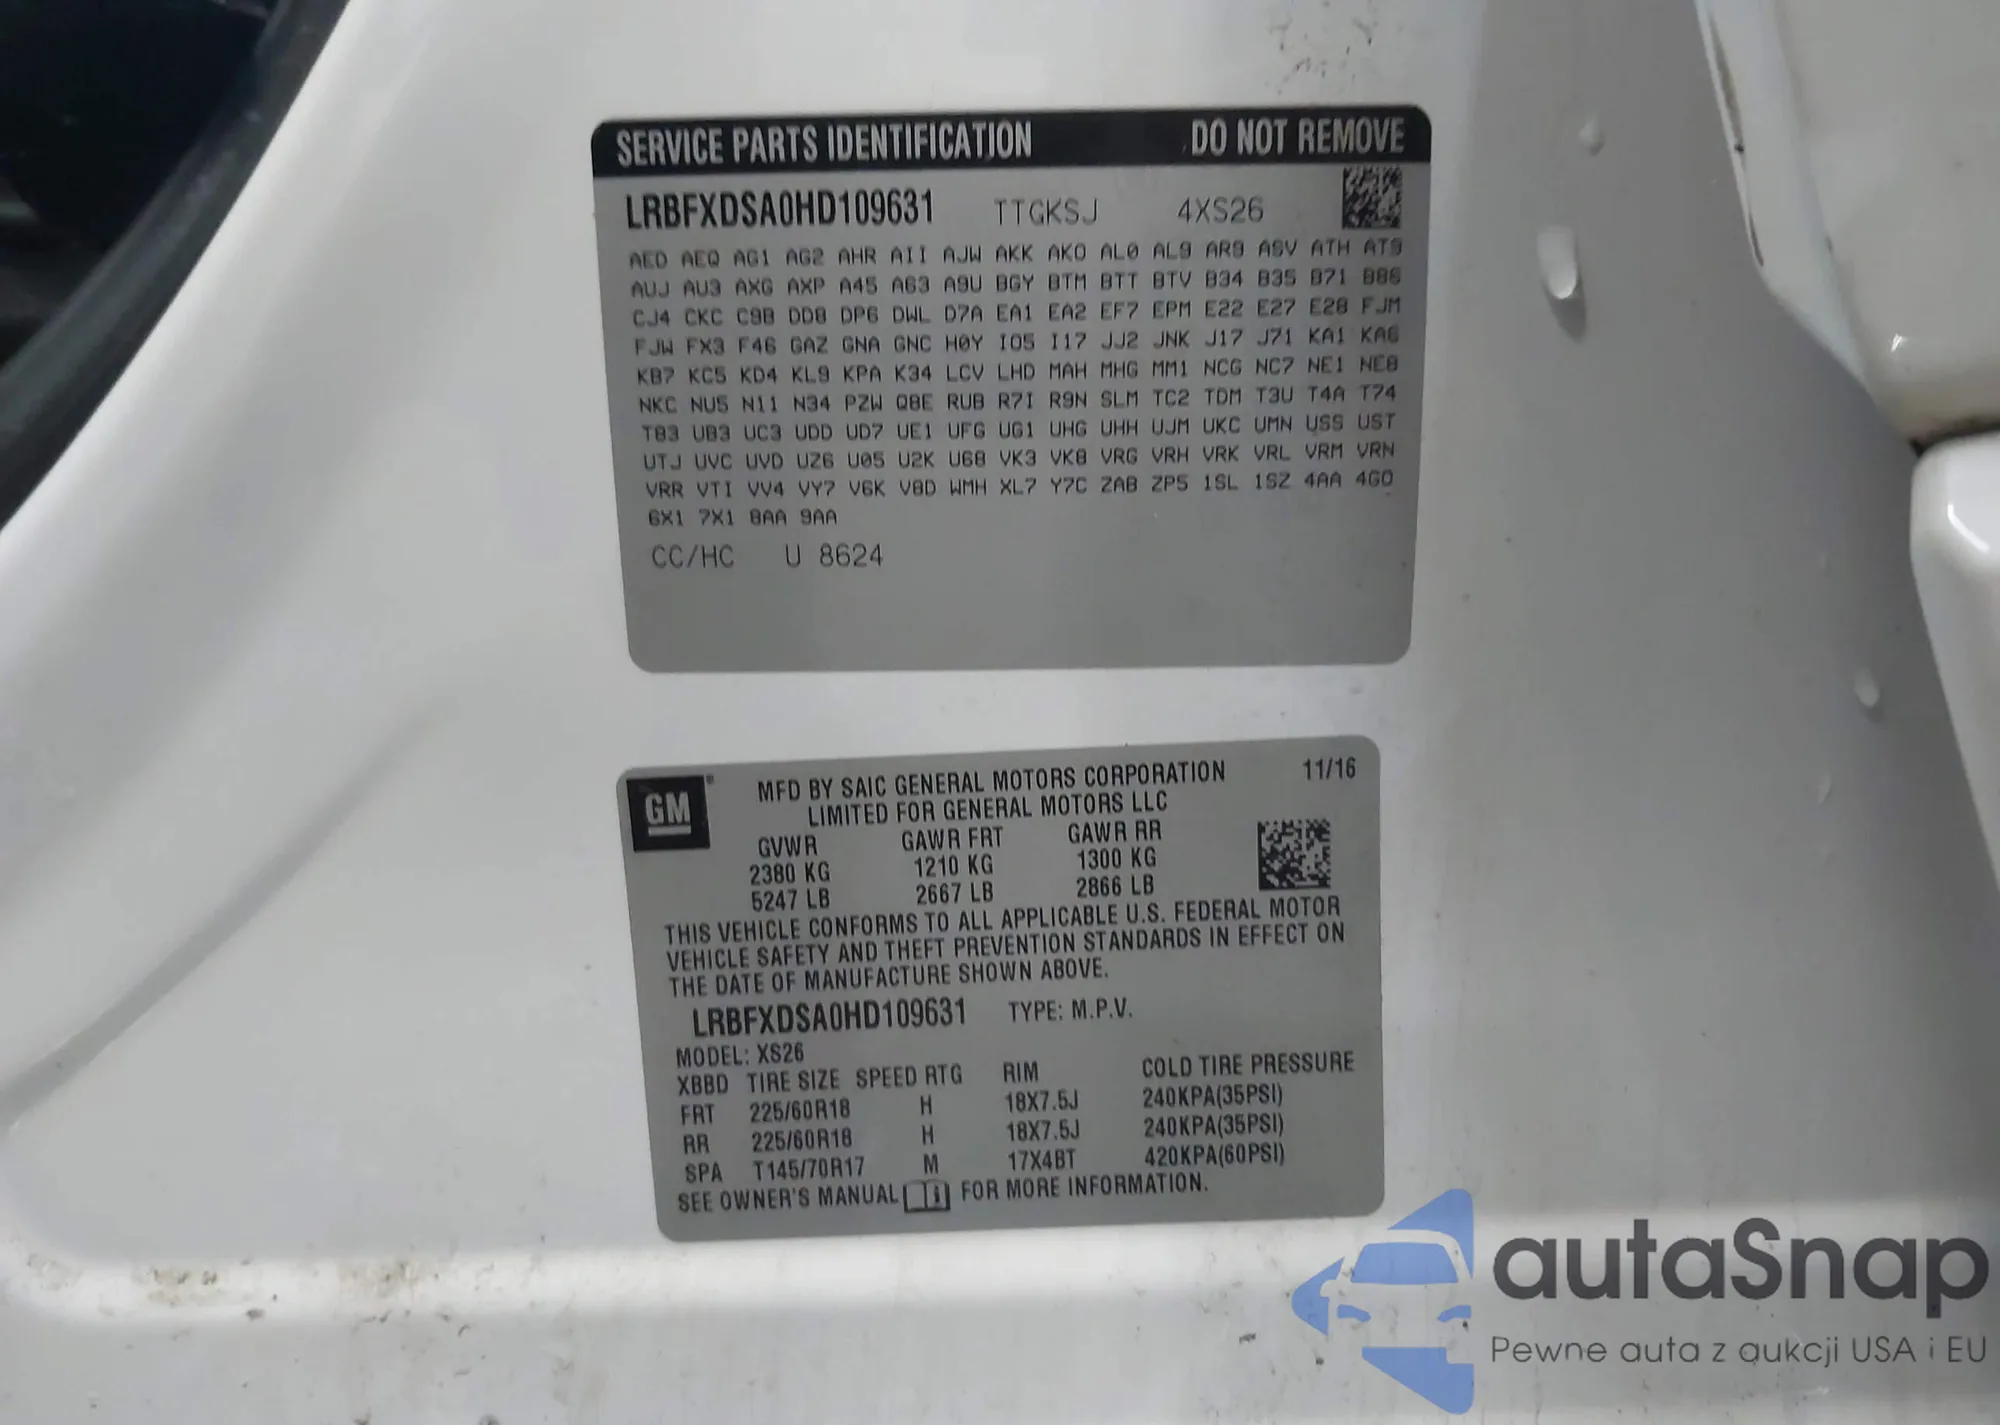 SERVICE PARTS IDENTIFICATION DO NOT REMOVE
LRBFXDSA0HD109631 TTGKSJ 4XS26
AED AEQ AG1 AG2 AHR AII AJW AKK AKO AL0 AL9 AR9 ASV ATH AT9
AUJ AU3 AXG AXP A45 A63 A9U BGY BTM BTT BTV B34 B35 B71 B86
CJ4 CKC C9B DD8 DP6 DWL D7A EA1 EA2 EF7 EPM E22 E27 E28 FJM
FJW FX3 F46 GAZ GNA GNC H0Y IO5 I17 JJ2 JNK J17 J71 KA1 KA6
KB7 KC5 KD4 KL9 KPA K34 LCV LHD MAH MHG MM1 NCG NC7 NE1 NE8
NKC NU5 N11 N34 PZW Q8E RUB R7I R9N SLM TC2 TDM T3U T4A T74
T83 UB3 UC3 UDD UD7 UE1 UFG UG1 UHG UHH UJM UKC UMN USS UST
UTJ UVC UVD UZ6 U05 U2K U68 VK3 VK8 VRG VRH VRK VRL VRM VRN
VRR VTI VV4 VY7 V6K V8D WMH XL7 Y7C ZAB ZP5 1SL 1SZ 4AA 4GO
6X1 7X1 8AA 9AA
CC/HC U 8624
GM ® MFD BY SAIC GENERAL MOTORS CORPORATION 11/16
LIMITED FOR GENERAL MOTORS LLC
GVWR GAWR FRT GAWR RR
2380 KG 1210 KG 1300 KG
5247 LB 2667 LB 2866 LB
THIS VEHICLE CONFORMS TO ALL APPLICABLE U.S. FEDERAL MOTOR
VEHICLE SAFETY AND THEFT PREVENTION STANDARDS IN EFFECT ON
THE DATE OF MANUFACTURE SHOWN ABOVE.
LRBFXDSA0HD109631 TYPE: M.P.V.
MODEL: XS26
XBBD TIRE SIZE SPEED RTG RIM COLD TIRE PRESSURE
FRT 225/60R18 H 18X7.5J 240KPA(35PSI)
RR 225/60R18 H 18X7.5J 240KPA(35PSI)
SPA T145/70R17 M 17X4BT 420KPA(60PSI)
SEE OWNER'S MANUAL FOR MORE INFORMATION.
autaSnap
Pewne auta z aukcji USA i EU